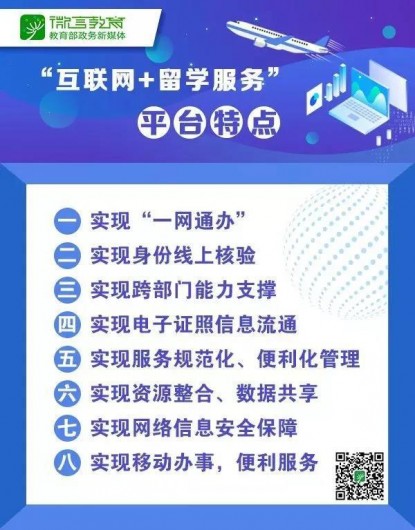 微言教育
教育部政务新媒体
“互联网+留学服务”
平台特点
一 实现“一网通办”
二 实现身份线上核验
三 实现跨部门能力支撑
四 实现电子证照信息流通
五 实现服务规范化、便利化管理
六 实现资源整合、数据共享
七 实现网络信息安全保障
八 实现移动办事，便利服务